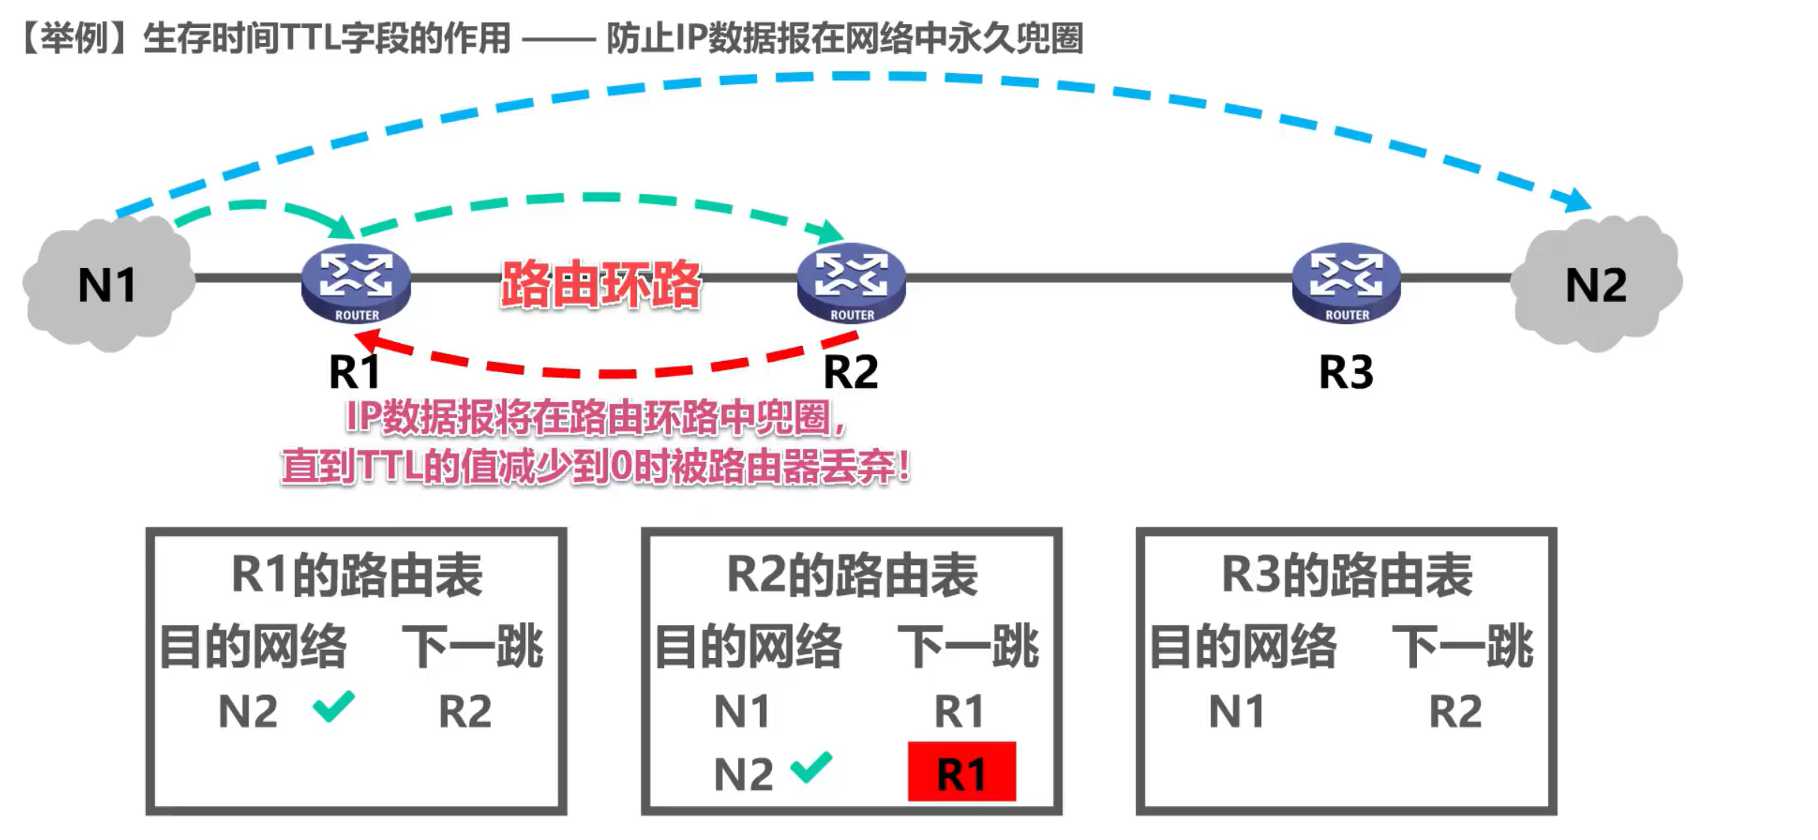 【举例】生存时间TTL字段的作用 —— 防止IP数据报在网络中永久兜圈
N1
路由环路
N2
ROUTER
ROUTER
ROUTER
R1
R2
R3
IP数据报将在路由环路中兜圈，
直到TTL的值减少到0时被路由器丢弃！
R1的路由表
目的网络 下一跳
N2 R2
R2的路由表
目的网络 下一跳
N1 R1
N2 R1
R3的路由表
目的网络 下一跳
N1 R2